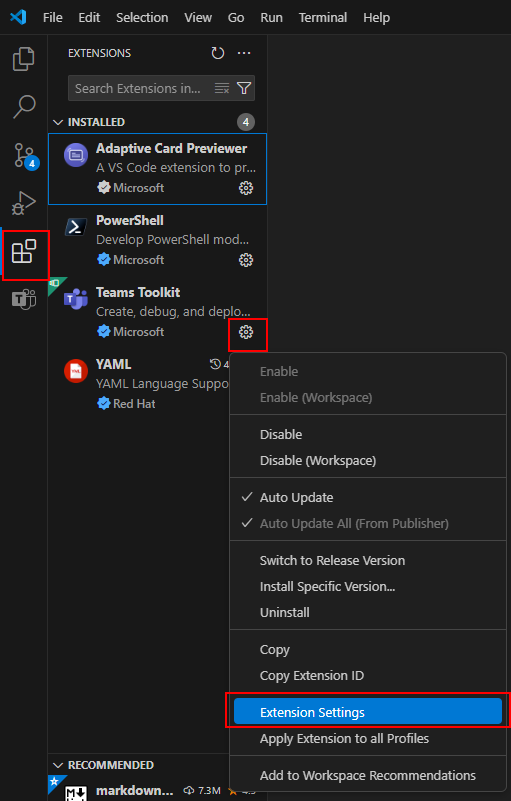 File Edit Selection View Go Run Terminal Help
EXTENSIONS
Search Extensions in...
INSTALLED 4
Adaptive Card Previewer
A VS Code extension to pr...
Microsoft
4
PowerShell
Develop PowerShell mod...
Microsoft
Teams Toolkit
Create, debug, and deplo...
Microsoft
YAML 4
YAML Language Suppo
Red Hat
Enable
Enable (Workspace)
Disable
Disable (Workspace)
Auto Update
Auto Update All (From Publisher)
Switch to Release Version
Install Specific Version...
Uninstall
Copy
Copy Extension ID
Extension Settings
Apply Extension to all Profiles
Add to Workspace Recommendations
RECOMMENDED
markdown... 7.3M